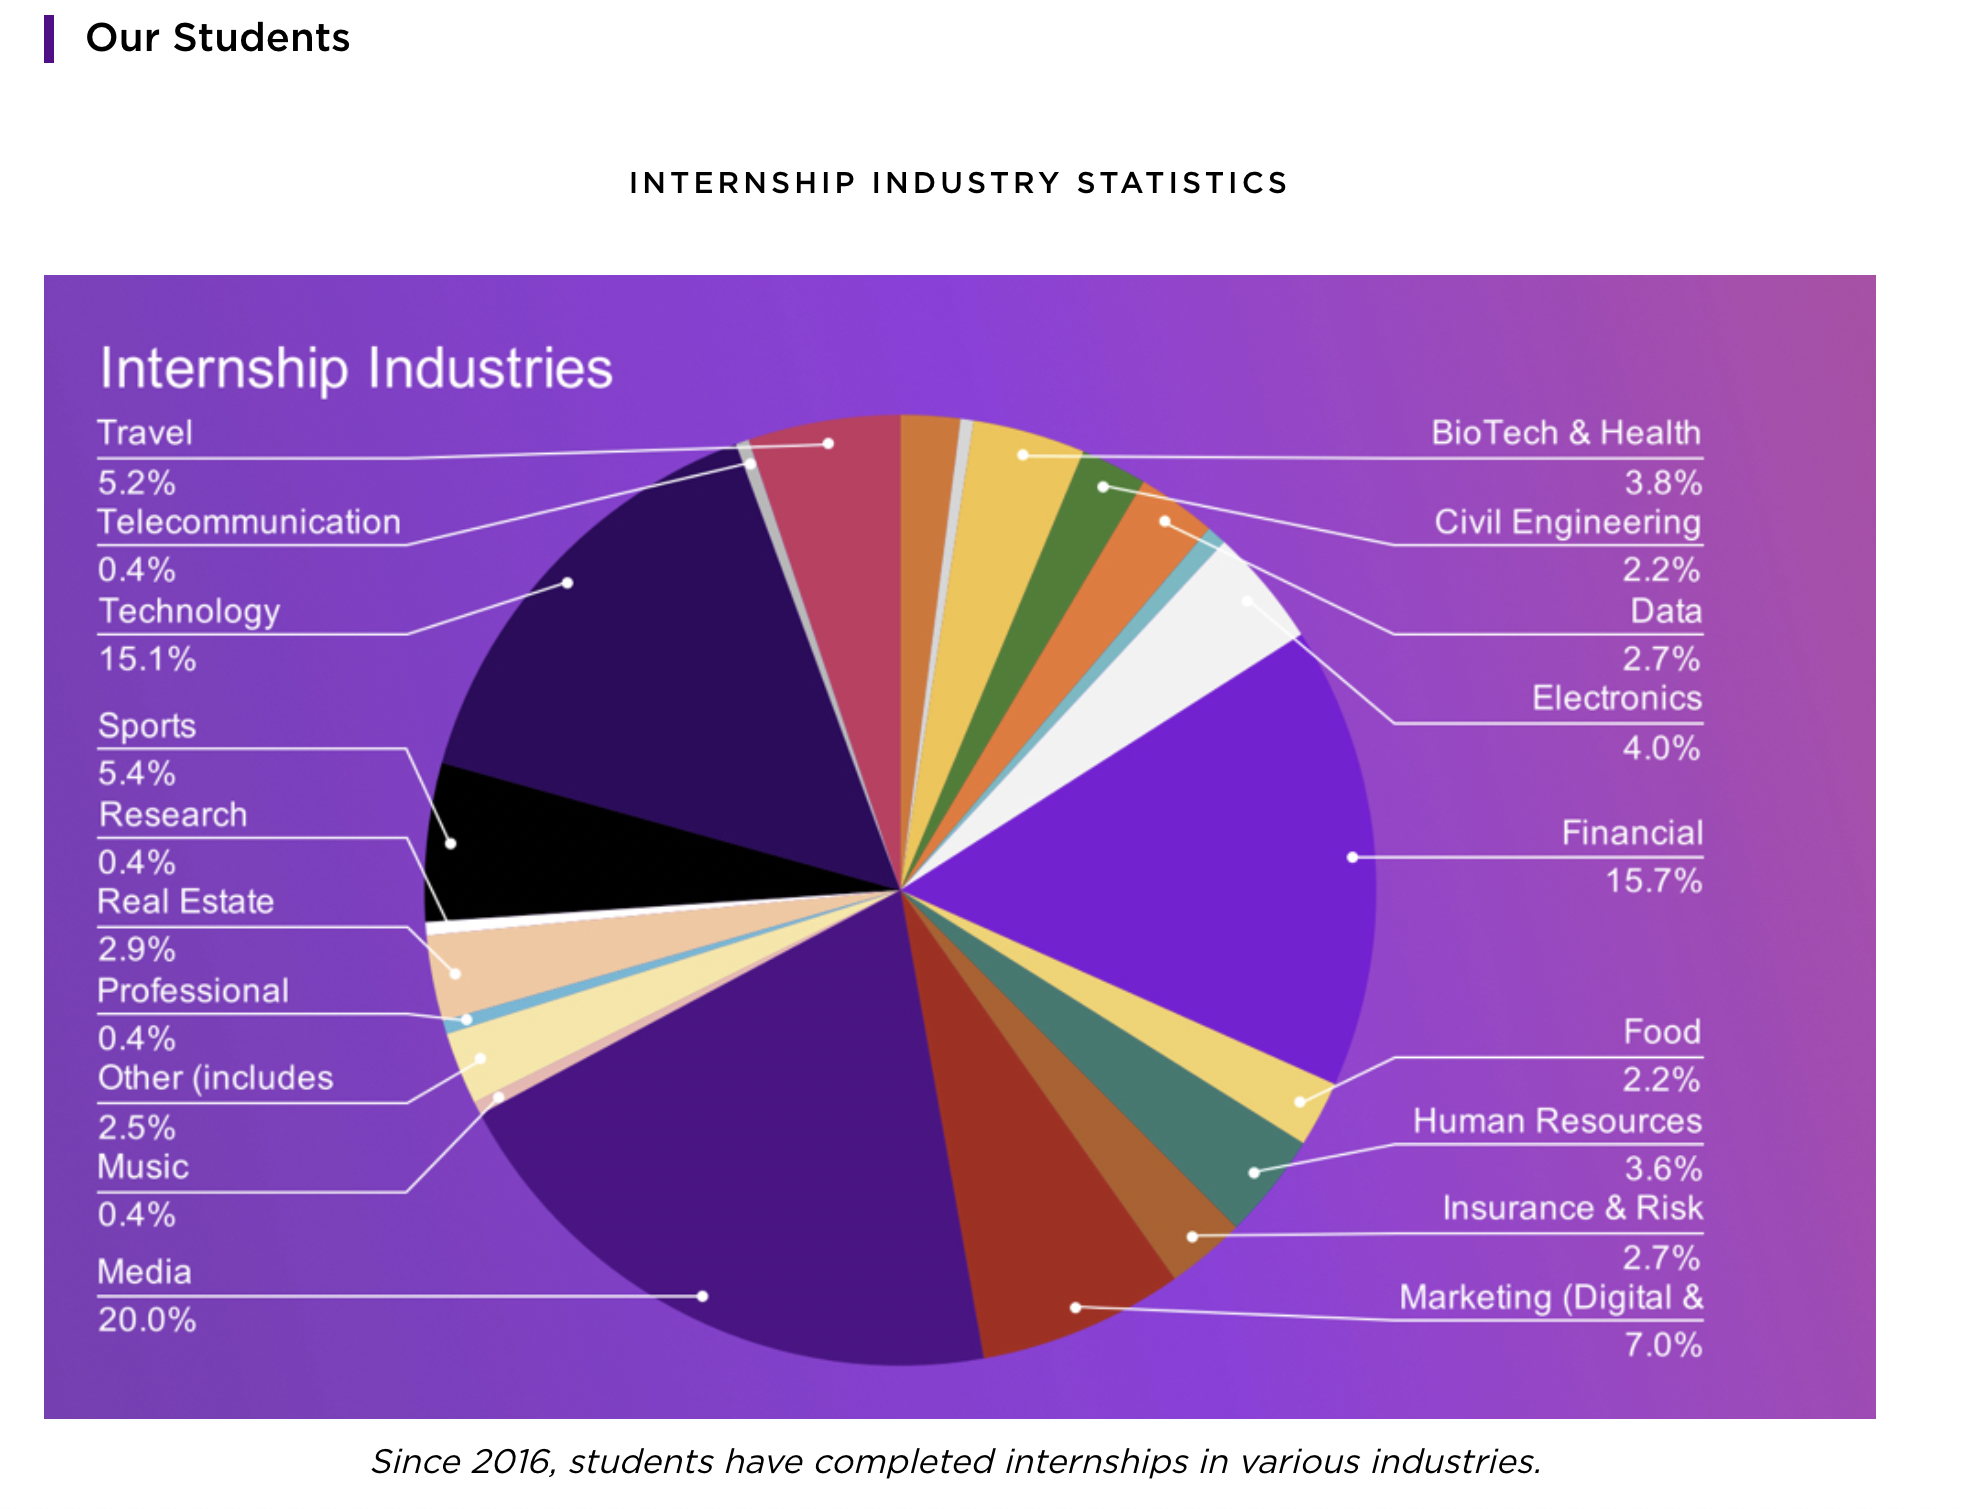 Our Students
INTERNSHIP INDUSTRY STATISTICS
Internship Industries
Travel
5.2%
Telecommunication
0.4%
Technology
15.1%
Sports
5.4%
Research
0.4%
Real Estate
2.9%
Professional
0.4%
Other (includes
2.5%
Music
0.4%
Media
20.0%
BioTech & Health
3.8%
Civil Engineering
2.2%
Data
2.7%
Electronics
4.0%
Financial
15.7%
Food
2.2%
Human Resources
3.6%
Insurance & Risk
2.7%
Marketing (Digital &
7.0%
Since 2016, students have completed internships in various industries.